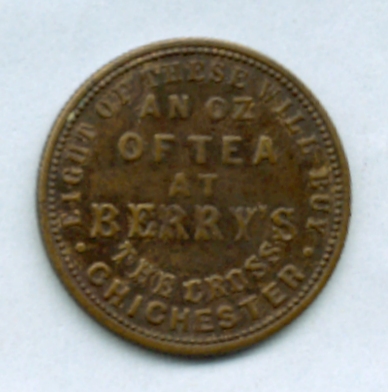 EIGHT OF THESE WILL BUY
AN OZ
OF TEA
AT
BERRY'S
THE CROSS
CHICHESTER